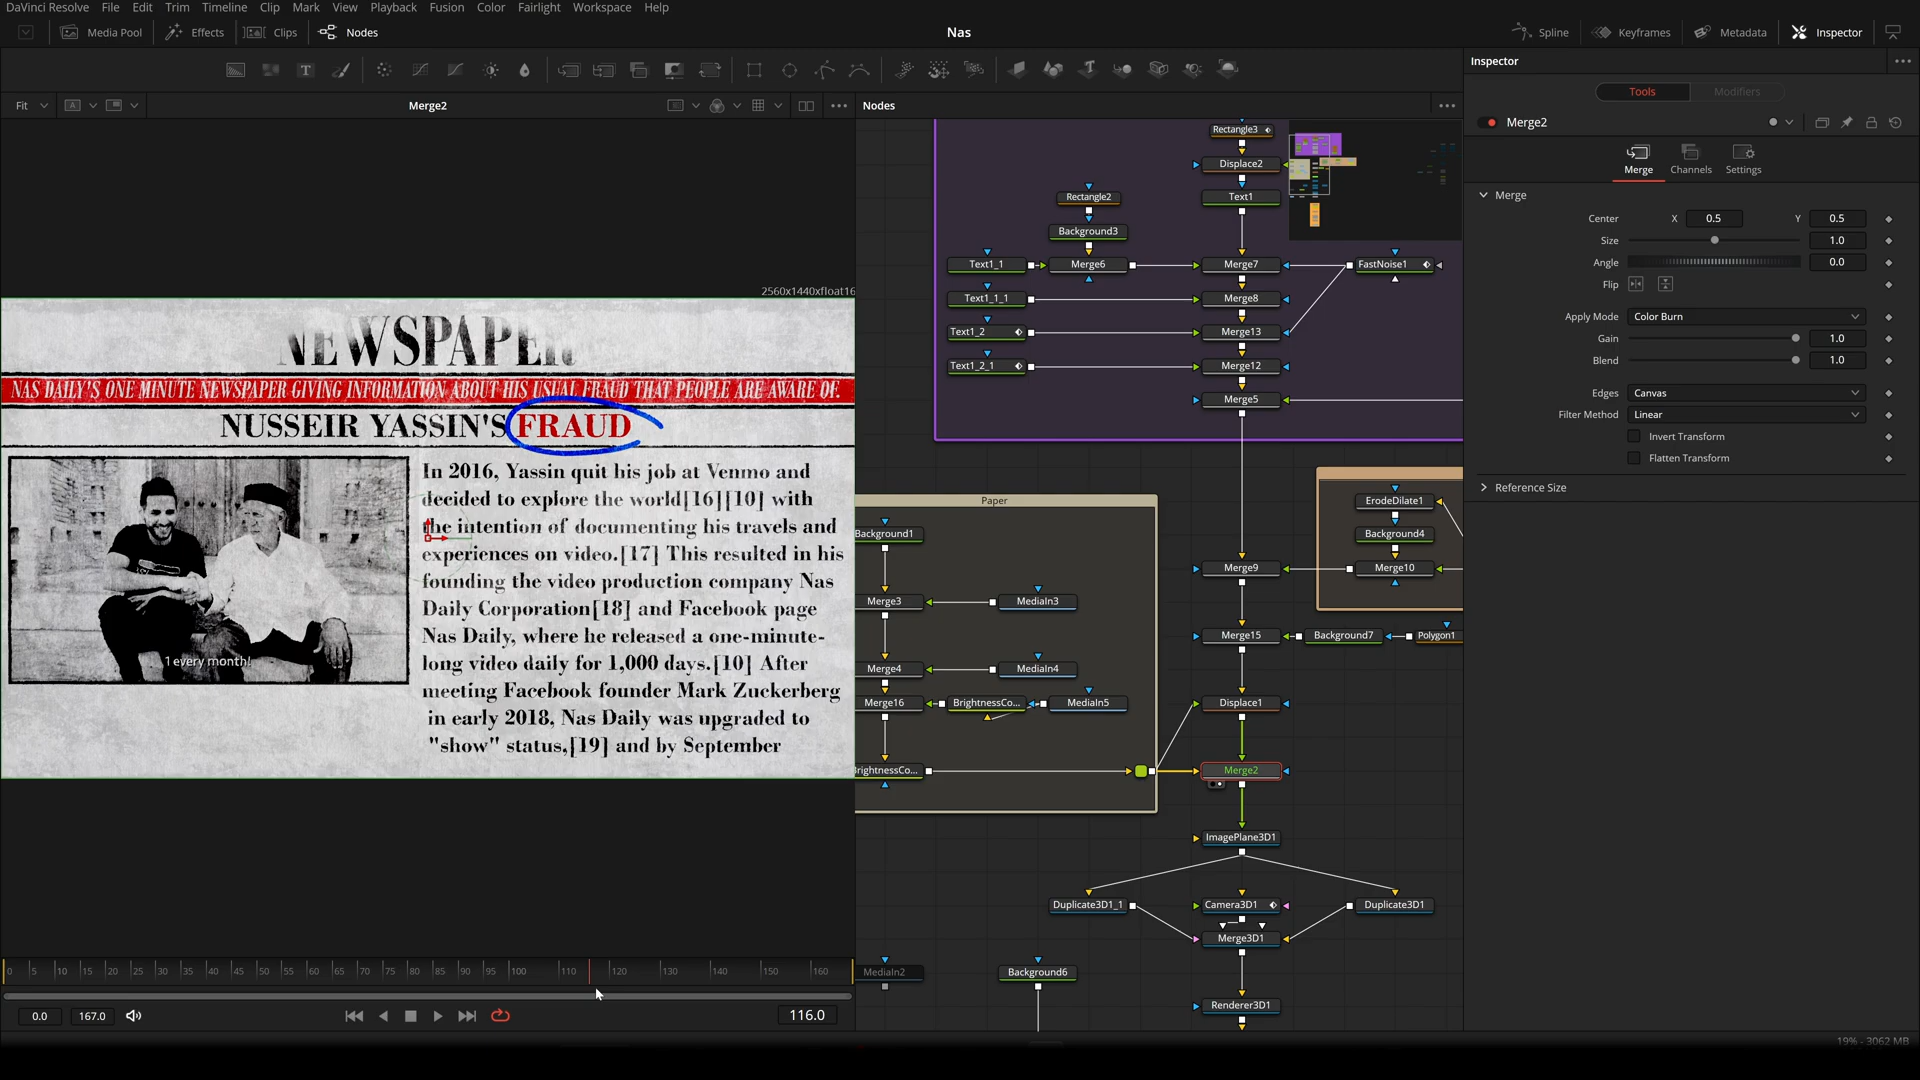 DaVinci Resolve File Edit Trim Timeline Clip Mark View Playback Fusion Color Fairlight Workspace Help
Media Pool Effects Clips Nodes Nas Spline Keyframes Metadata Inspector
Inspector
Tools Modifiers
Fit Merge2 Nodes
Merge2
Merge Channels Settings
Merge
Center X 0.5 Y 0.5
Size 1.0
Angle 0.0
Flip
Apply Mode Color Burn
Gain 1.0
Blend 1.0
Edges Canvas
Filter Method Linear
Invert Transform
Flatten Transform
Reference Size
2560x1440xfloat16
NEWSPAPER
NAS DAILY'S ONE MINUTE NEWSPAPER GIVING INFORMATION ABOUT HIS USUAL FRAUD THAT PEOPLE ARE AWARE OF.
NUSSEIR YASSIN'S FRAUD
In 2016, Yassin quit his job at Venmo and
decided to explore the world[16][10] with
the intention of documenting his travels and
experiences on video.[17] This resulted in his
founding the video production company Nas
Daily Corporation[18] and Facebook page
Nas Daily, where he released a one-minute-
long video daily for 1,000 days.[10] After
meeting Facebook founder Mark Zuckerberg
in early 2018, Nas Daily was upgraded to
"show" status,[19] and by September
1 every month!
Rectangle3
Displace2
Rectangle2 Text1
Background3
Text1_1 Merge6 Merge7 FastNoise1
Text1_1_1 Merge8
Text1_2 Merge13
Text1_2_1 Merge12
Merge5
Paper
ErodeDilate1
Background1 Background4
Merge9 Merge10
Merge3 MediaIn3
Merge15 Background7 Polygon1
Merge4 MediaIn4
Merge16 BrightnessCo... MediaIn5 Displace1
BrightnessCo... Merge2
ImagePlane3D1
Duplicate3D1_1 Camera3D1 Duplicate3D1
Merge3D1
MediaIn2 Background6
Renderer3D1
0 5 10 15 20 25 30 35 40 45 50 55 60 65 70 75 80 85 90 95 100 110 120 130 140 150 160
0.0 167.0 116.0
19% - 3062 MB